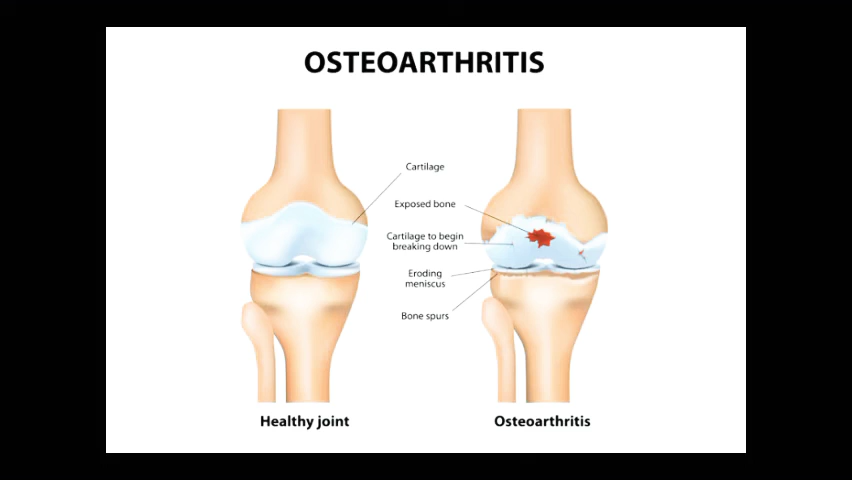 OSTEOARTHRITIS
Cartilage
Exposed bone
Cartilage to begin
breaking down
Eroding
meniscus
Bone spurs
Healthy joint
Osteoarthritis